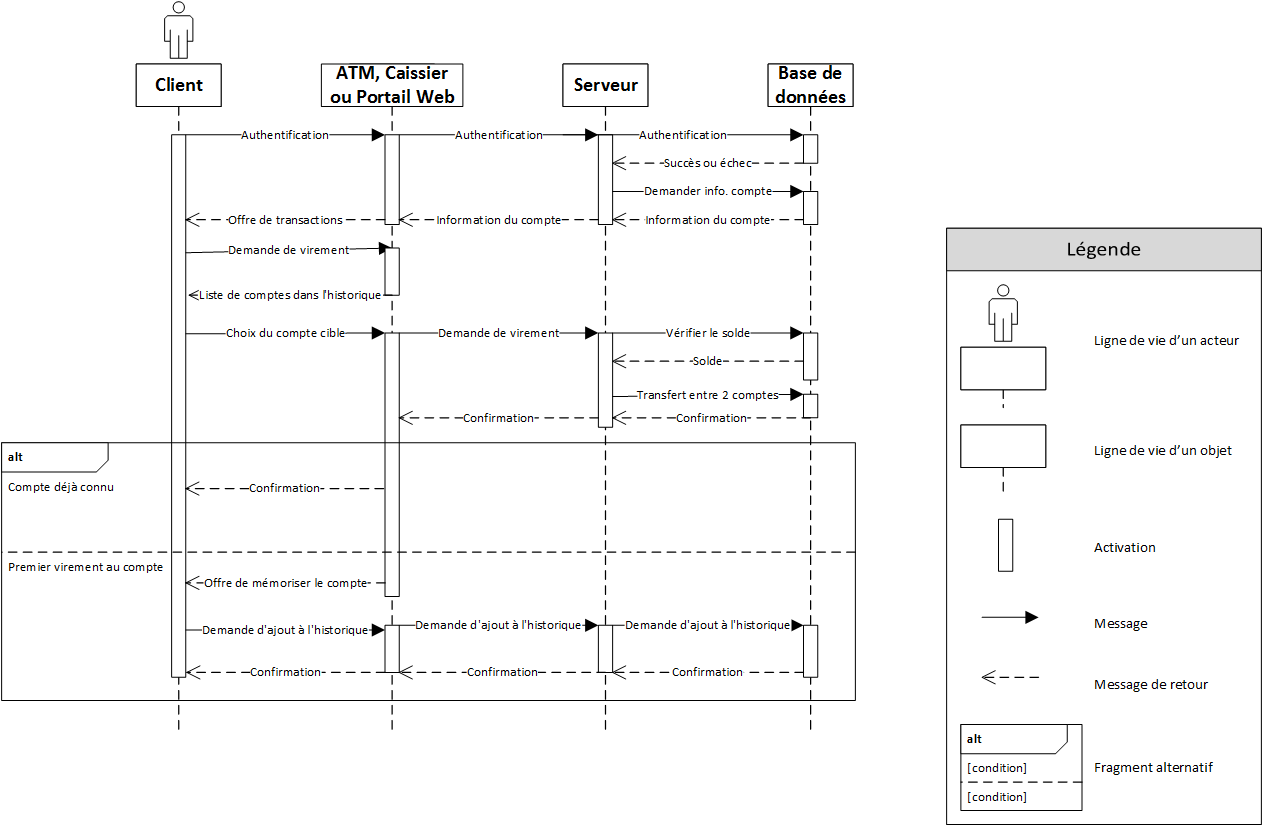 Client
ATM, Caissier
ou Portail Web
Serveur
Base de
données
Authentification
Authentification
Authentification
Succès ou échec
Demander info. compte
Offre de transactions
Information du compte
Information du compte
Demande de virement
Liste de comptes dans l'historique
Choix du compte cible
Demande de virement
Vérifier le solde
Solde
Transfert entre 2 comptes
Confirmation
Confirmation
alt
Compte déjà connu
Confirmation
Premier virement au compte
Offre de mémoriser le compte
Demande d'ajout à l'historique
Demande d'ajout à l'historique
Demande d'ajout à l'historique
Confirmation
Confirmation
Confirmation
Légende
Ligne de vie d’un acteur
Ligne de vie d’un objet
Activation
Message
Message de retour
alt
[condition]
Fragment alternatif
[condition]